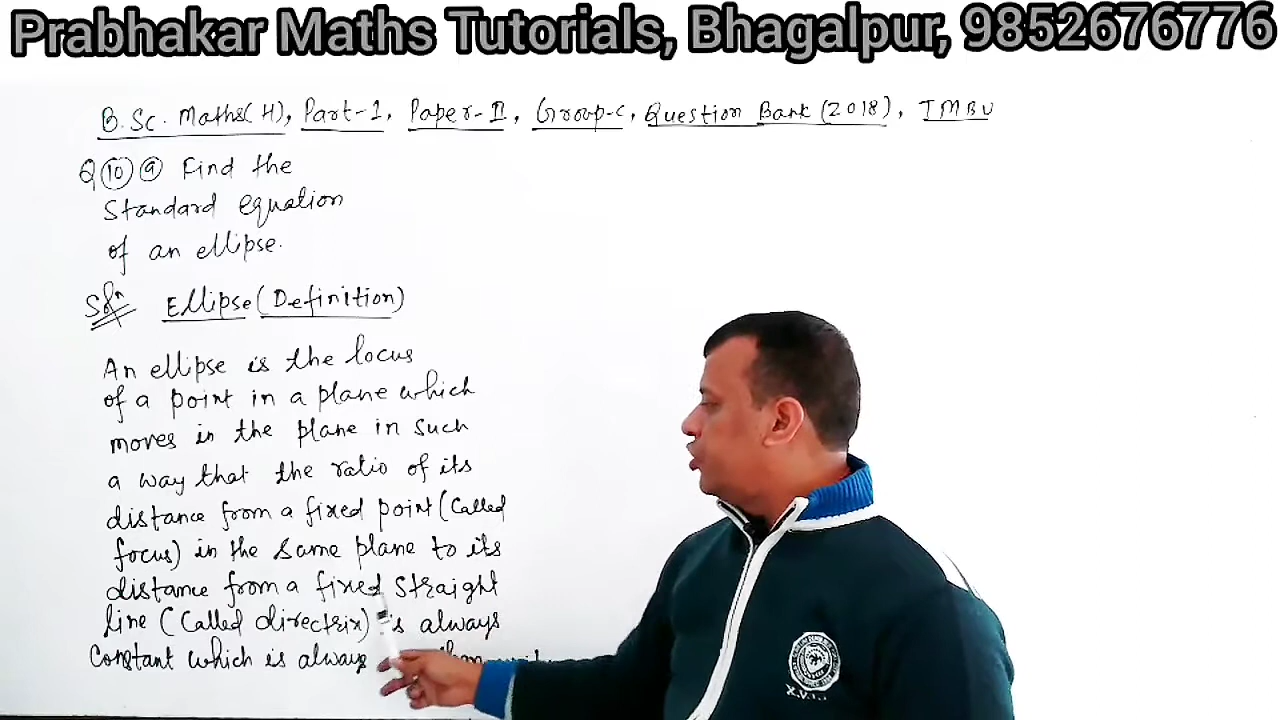 Prabhakar Maths Tutorials, Bhagalpur, 9852676776
B.Sc. Maths(H), Part-1, Paper-II, Group-C, Question Bank (2018), TMBU
Q 10 a Find the
Standard equation
of an ellipse.
Soln Ellipse (Definition)
An ellipse is the locus
of a point in a plane which
moves in the plane in such
a way that the ratio of its
distance from a fixed point (called
focus) in the same plane to its
distance from a fixed straight
line (called directrix) is always
constant which is always